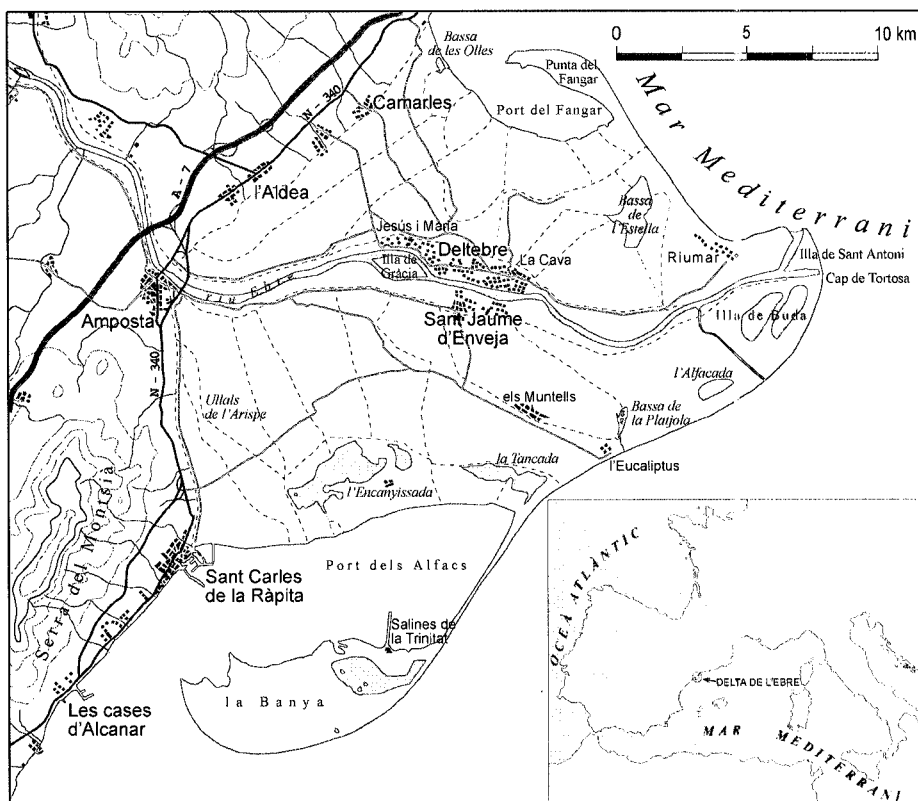 Bassa
de les Olles
0 5 10 km
Punta del
Fangar
Port del Fangar
Mar Mediterrani
Camarles
N - 340
A - 7
l'Aldea
Bassa
de
l'Estella
Jesús i Maria
Deltebre
La Cava
Illa de
Gràcia
Riumar
Illa de Sant Antoni
Cap de Tortosa
riu Ebre
Amposta
Sant Jaume
d'Enveja
Illa de Buda
N - 340
l'Alfacada
Ullals
de l'Arispe
els Muntells
Bassa de
la Platjola
l'Eucaliptus
la Tancada
l'Encanyissada
Serra del Montsià
Sant Carles
de la Ràpita
Port dels Alfacs
Salines de
la Trinitat
la Banya
Les cases
d'Alcanar
OCEÀ ATLÀNTIC
DELTA DE L'EBRE
MAR MEDITERRANI